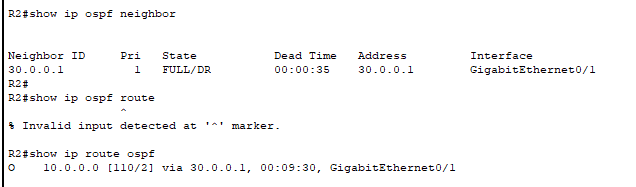 R2#show ip ospf neighbor
Neighbor ID     Pri   State           Dead Time   Address         Interface
30.0.0.1          1   FULL/DR         00:00:35    30.0.0.1        GigabitEthernet0/1
R2#
R2#show ip ospf route
^
% Invalid input detected at '^' marker.
R2#show ip route ospf
O    10.0.0.0 [110/2] via 30.0.0.1, 00:09:30, GigabitEthernet0/1